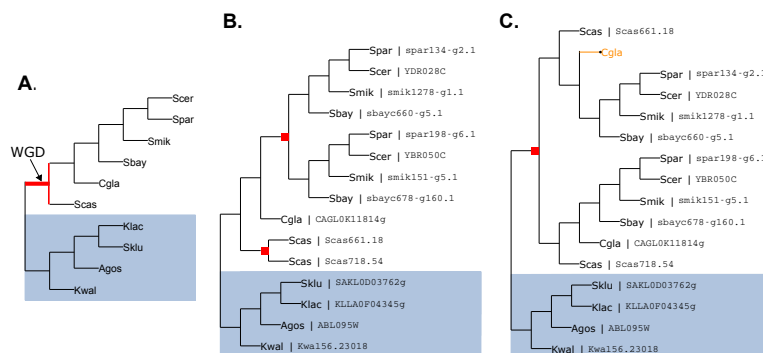 A.
Scer
Spar
Smik
WGD
Sbay
Cgla
Scas
Klac
Sklu
Agos
Kwal
B.
Spar | spar134-g2.1
Scer | YDR028C
Smik | smik1278-g1.1
Sbay | sbayc660-g5.1
Spar | spar198-g6.1
Scer | YBR050C
Smik | smik151-g5.1
Sbay | sbayc678-g160.1
Cgla | CAGL0K11814g
Scas | Scas661.18
Scas | Scas718.54
Sklu | SAKL0D03762g
Klac | KLLA0F04345g
Agos | ABL095W
Kwal | Kwa156.23018
C.
Scas | Scas661.18
Cgla
Spar | spar134-g2.1
Scer | YDR028C
Smik | smik1278-g1.1
Sbay | sbayc660-g5.1
Spar | spar198-g6.1
Scer | YBR050C
Smik | smik151-g5.1
Sbay | sbayc678-g160.1
Cgla | CAGL0K11814g
Scas | Scas718.54
Sklu | SAKL0D03762g
Klac | KLLA0F04345g
Agos | ABL095W
Kwal | Kwa156.23018